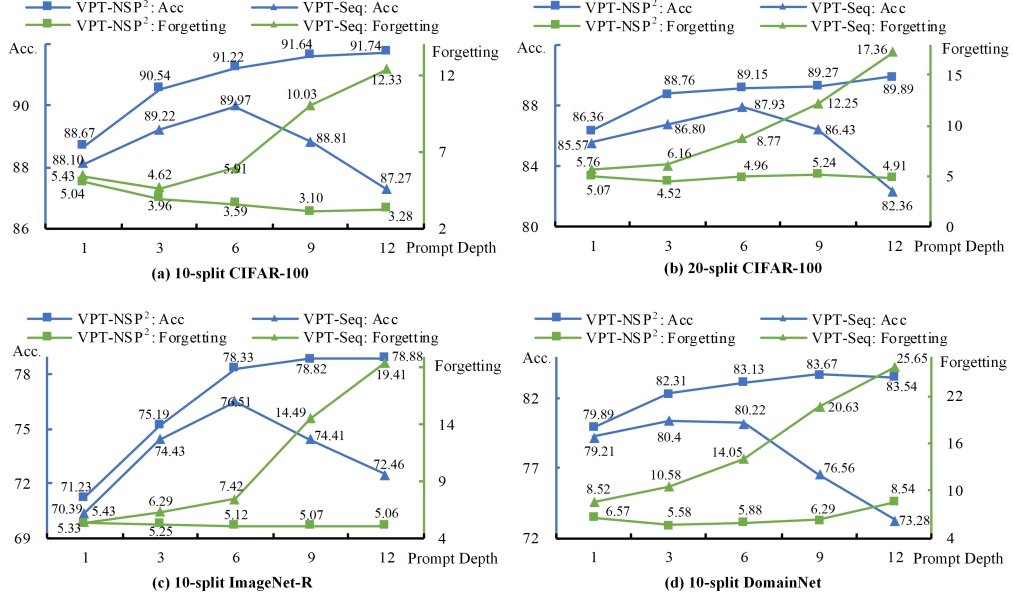 VPT-NSP²: Acc VPT-Seq: Acc
VPT-NSP²: Forgetting VPT-Seq: Forgetting
Acc. Forgetting
91.64 91.74
91.22
90.54 12
12.33
90 89.22 89.97 10.03
88.67 88.81
88.10 7
88 5.43 4.62 5.91 87.27
5.04 3.96 3.59 3.10 3.28
86 2
1 3 6 9 12 Prompt Depth
(a) 10-split CIFAR-100
VPT-NSP²: Acc VPT-Seq: Acc
VPT-NSP²: Forgetting VPT-Seq: Forgetting
Acc. 17.36 Forgetting
88.76 89.15 89.27 15
89.89
88 86.36 87.93 12.25
85.57 86.80 86.43 10
8.77
84 5.76 6.16 4.96 5.24 4.91 5
5.07 4.52 82.36
80 0
1 3 6 9 12 Prompt Depth
(b) 20-split CIFAR-100
VPT-NSP²: Acc VPT-Seq: Acc
VPT-NSP²: Forgetting VPT-Seq: Forgetting
Acc. Forgetting
78.33 78.82 78.88
78 19.41
75.19 76.51
75 74.43 14.49 74.41 14
72.46
72 71.23 9
70.39 5.43 6.29 7.42
5.33 5.25 5.12 5.07 5.06
69 4
1 3 6 9 12 Prompt Depth
(c) 10-split ImageNet-R
VPT-NSP²: Acc VPT-Seq: Acc
VPT-NSP²: Forgetting VPT-Seq: Forgetting
Acc. 25.65 Forgetting
82.31 83.13 83.67
83.54
82 79.89 22
79.21 80.4 80.22 20.63
14.05 16
77 76.56
8.52 10.58 8.54 10
6.57 5.58 5.88 6.29
73.28
72 4
1 3 6 9 12 Prompt Depth
(d) 10-split DomainNet